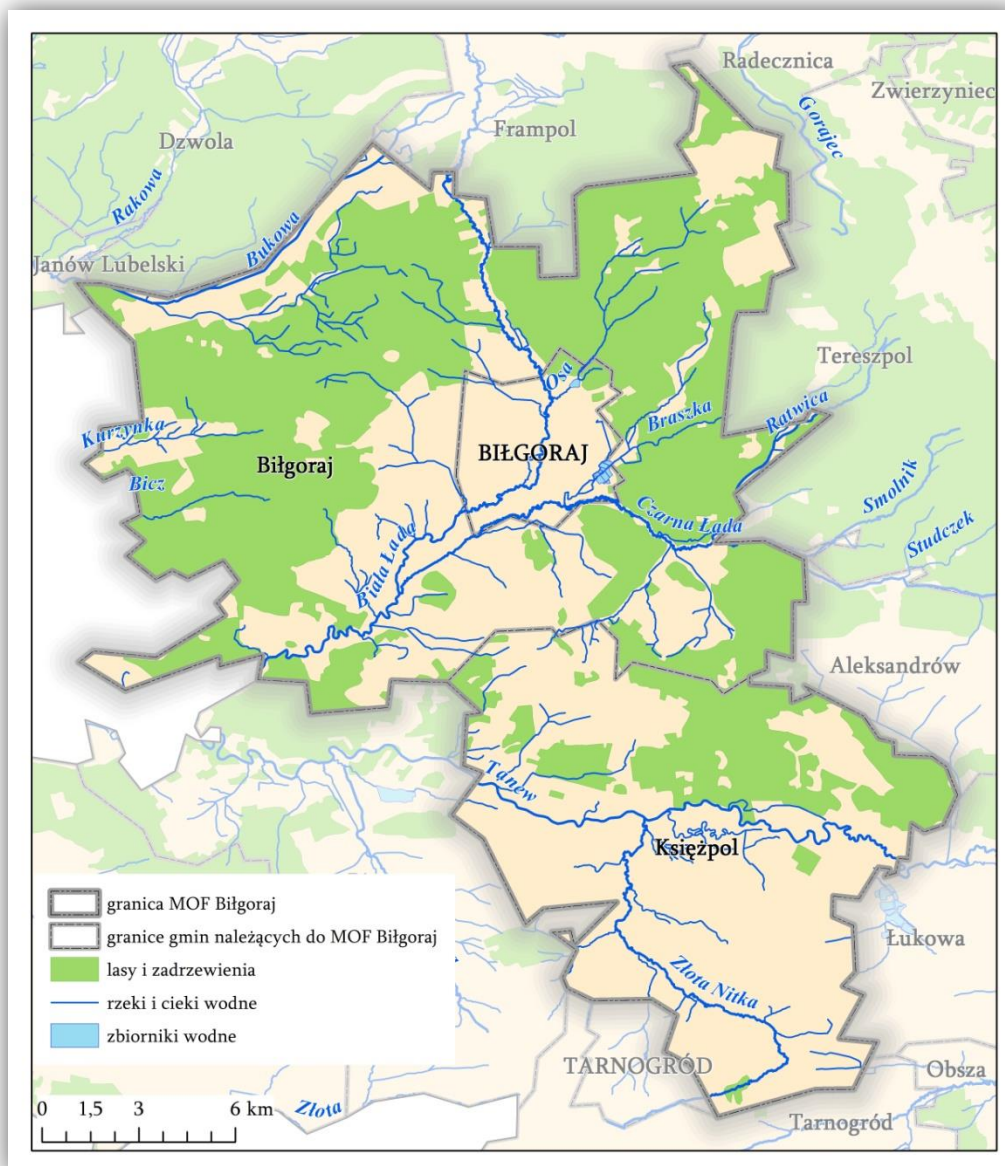 Radecznica
Zwierzyniec
Gorajec
Frampol
Dzwola
Rakowa
Bukowa
Janów Lubelski
Tereszpol
Osa
Braszka
Ratwica
Kurzynka
Biłgoraj
BIŁGORAJ
Bicz
Smolnik
Czarna Łada
Studczek
Biała Łada
Aleksandrów
Tanew
Księżpol
Łukowa
Złota Nitka
TARNOGRÓD
Obsza
Tarnogród
Złota
granica MOF Biłgoraj
granice gmin należących do MOF Biłgoraj
lasy i zadrzewienia
rzeki i cieki wodne
zbiorniki wodne
0 1,5 3 6 km